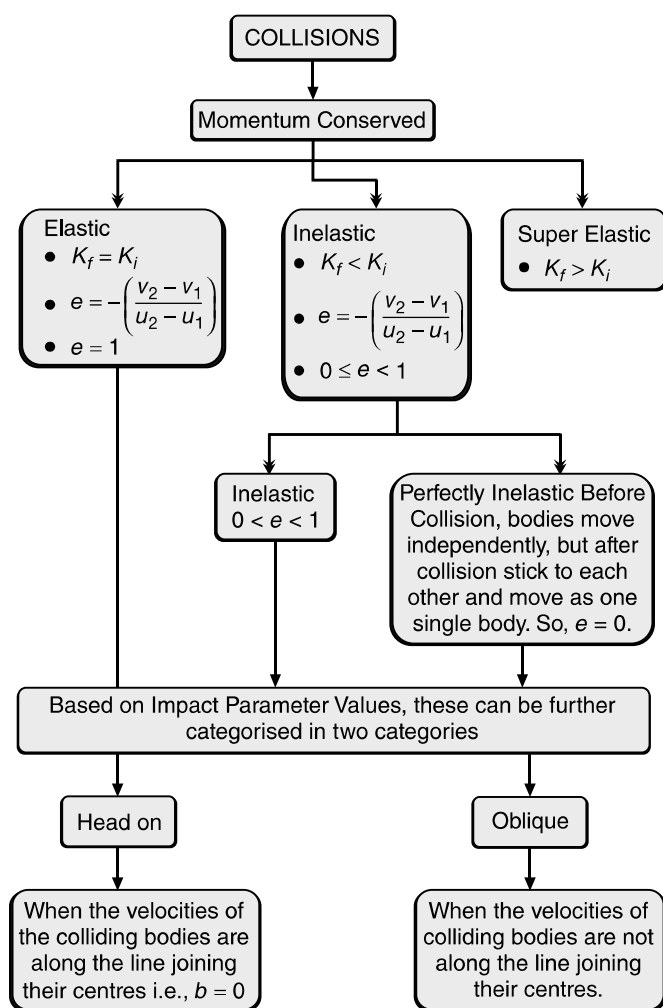 COLLISIONS
Momentum Conserved
Elastic
• K_f = K_i
• e = −((v_2 − v_1)/(u_2 − u_1))
• e = 1
Inelastic
• K_f < K_i
• e = −((v_2 − v_1)/(u_2 − u_1))
• 0 ≤ e < 1
Super Elastic
• K_f > K_i
Inelastic
0 < e < 1
Perfectly Inelastic Before
Collision, bodies move
independently, but after
collision stick to each
other and move as one
single body. So, e = 0.
Based on Impact Parameter Values, these can be further
categorised in two categories
Head on
Oblique
When the velocities of
the colliding bodies are
along the line joining
their centres i.e., b = 0
When the velocities of
colliding bodies are not
along the line joining
their centres.